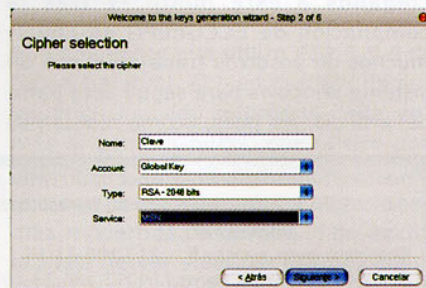 Welcome to the keys generation wizard - Step 2 of 6
Cipher selection
Please select the cipher
Name: Clave
Account: Global Key
Type: RSA - 2048 bits
Service: MSN
< Atrás Siguiente > Cancelar